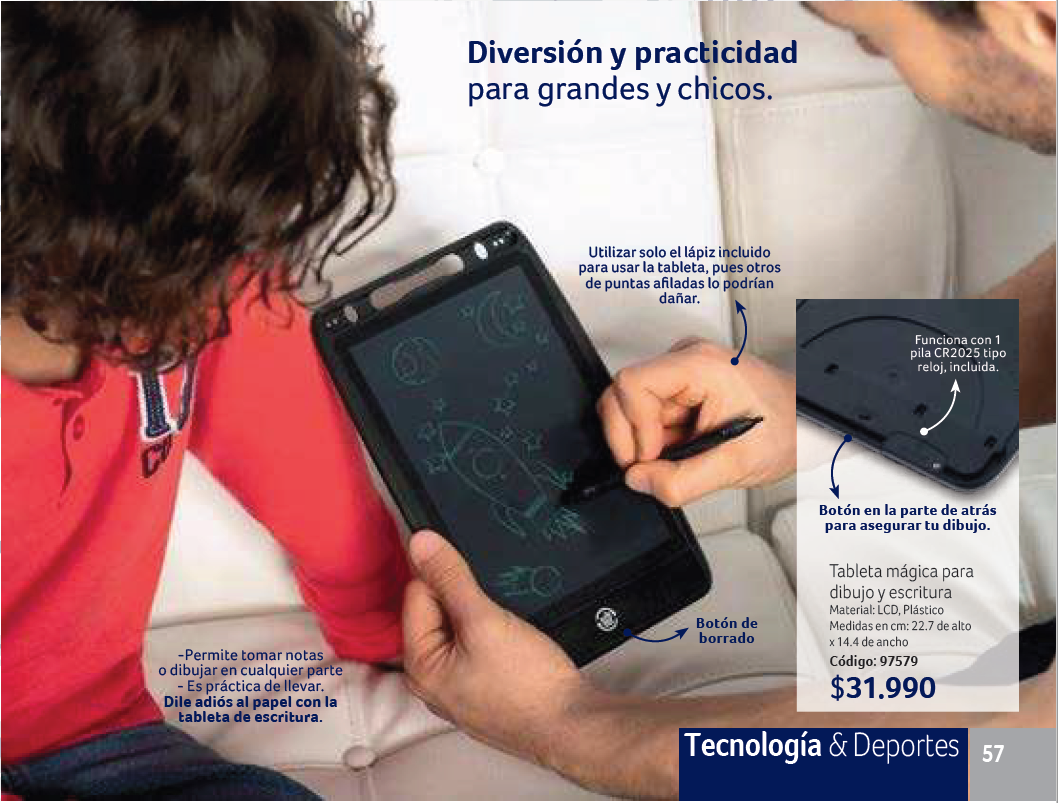 Diversión y practicidad
para grandes y chicos.
Utilizar solo el lápiz incluido
para usar la tableta, pues otros
de puntas afiladas lo podrían
dañar.
Funciona con 1
pila CR2025 tipo
reloj, incluida.
Botón en la parte de atrás
para asegurar tu dibujo.
Tableta mágica para
dibujo y escritura
Material: LCD, Plástico
Medidas en cm: 22.7 de alto
x 14.4 de ancho
Código: 97579
$31.990
Botón de
borrado
-Permite tomar notas
o dibujar en cualquier parte
- Es práctica de llevar.
Dile adiós al papel con la
tableta de escritura.
Tecnología & Deportes
57